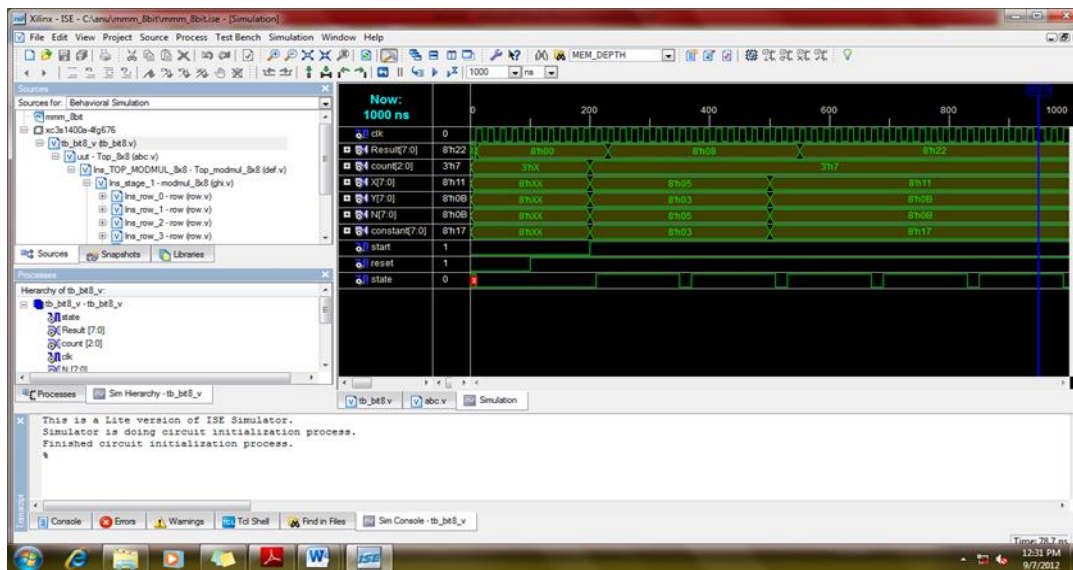 Xilinx - ISE - C:\anu\mmm_8bit\mmm_8bit.ise - [Simulation]
File Edit View Project Source Process Test Bench Simulation Window Help
MEM_DEPTH
1000 ns
Sources
Sources for: Behavioral Simulation
mmm_8bit
xc3s1400a-4fg676
tb_bit8_v (tb_bit8.v)
uut - Top_8x8 (abc.v)
Ins_TOP_MODMUL_8x8 - Top_modmul_8x8 (def.v)
Ins_stage_1 - modmul_8x8 (ghi.v)
Ins_row_0 - row (row.v)
Ins_row_1 - row (row.v)
Ins_row_2 - row (row.v)
Ins_row_3 - row (row.v)
Sources Snapshots Libraries
Processes
Hierarchy of tb_bit8_v:
tb_bit8_v - tb_bit8_v
state
Result [7:0]
count [2:0]
clk
N [7:0]
Processes Sim Hierarchy - tb_bit8_v
Now:
1000 ns
0 200 400 600 800 1000
clk 0
Result[7:0] 8'h22 8'h00 8'h08 8'h22
count[2:0] 3'h7 3'hX 3'h7
X[7:0] 8'h11 8'hXX 8'h05 8'h11
Y[7:0] 8'h0B 8'hXX 8'h03 8'h0B
N[7:0] 8'h0B 8'hXX 8'h05 8'h0B
constant[7:0] 8'h17 8'hXX 8'h03 8'h17
start 1
reset 1
state 0
tb_bit8.v abc.v Simulation
This is a Lite version of ISE Simulator.
Simulator is doing circuit initialization process.
Finished circuit initialization process.
%
Transcript
Console Errors Warnings Tcl Shell Find in Files Sim Console - tb_bit8_v
Time: 78.7 ns
12:31 PM
9/7/2012